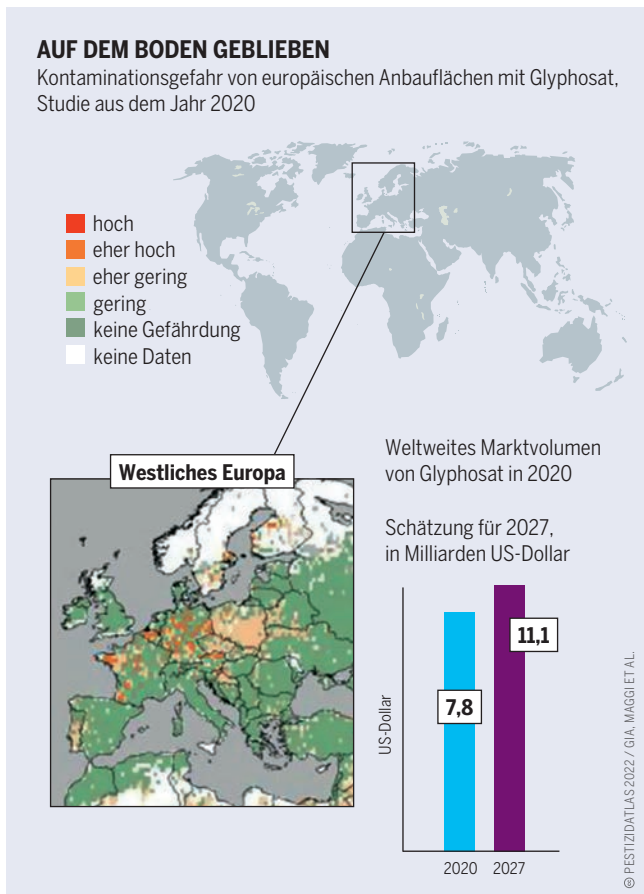 AUF DEM BODEN GEBLIEBEN
Kontaminationsgefahr von europäischen Anbauflächen mit Glyphosat,
Studie aus dem Jahr 2020
hoch
eher hoch
eher gering
gering
keine Gefährdung
keine Daten
Westliches Europa
Weltweites Marktvolumen
von Glyphosat in 2020
Schätzung für 2027,
in Milliarden US-Dollar
US-Dollar
7,8
11,1
2020 2027
PESTIZIDATLAS 2022 / GIA, MAGGI ET AL.